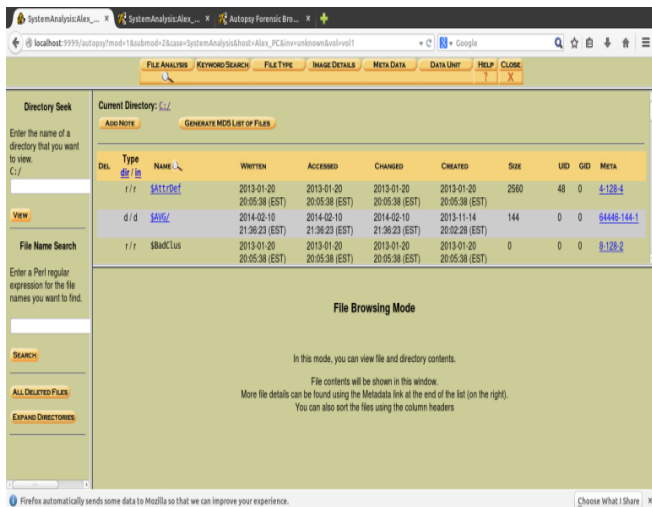 SystemAnalysis:Alex_... × SystemAnalysis:Alex_... × Autopsy Forensic Bro... ×
localhost:9999/autopsy?mod=1&submod=2&case=SystemAnalysis&host=Alex_PC&inv=unknown&vol=vol1 Google
FILE ANALYSIS KEYWORD SEARCH FILE TYPE IMAGE DETAILS META DATA DATA UNIT HELP CLOSE
? X
Directory Seek
Enter the name of a
directory that you want
to view.
C:/
VIEW
File Name Search
Enter a Perl regular
expression for the file
names you want to find.
SEARCH
ALL DELETED FILES
EXPAND DIRECTORIES
Current Directory: C:/
ADD NOTE GENERATE MD5 LIST OF FILES
DEL Type NAME WRITTEN ACCESSED CHANGED CREATED SIZE UID GID META
dir / in
r / r $AttrDef 2013-01-20 2013-01-20 2013-01-20 2013-01-20 2560 48 0 4-128-4
20:05:38 (EST) 20:05:38 (EST) 20:05:38 (EST) 20:05:38 (EST)
d / d $AVG/ 2014-02-10 2014-02-10 2014-02-10 2013-11-14 144 0 0 64446-144-1
21:36:23 (EST) 21:36:23 (EST) 21:36:23 (EST) 20:02:28 (EST)
r / r $BadClus 2013-01-20 2013-01-20 2013-01-20 2013-01-20 0 0 0 8-128-2
20:05:38 (EST) 20:05:38 (EST) 20:05:38 (EST) 20:05:38 (EST)
File Browsing Mode
In this mode, you can view file and directory contents.
File contents will be shown in this window.
More file details can be found using the Metadata link at the end of the list (on the right).
You can also sort the files using the column headers
Firefox automatically sends some data to Mozilla so that we can improve your experience. Choose What I Share ×